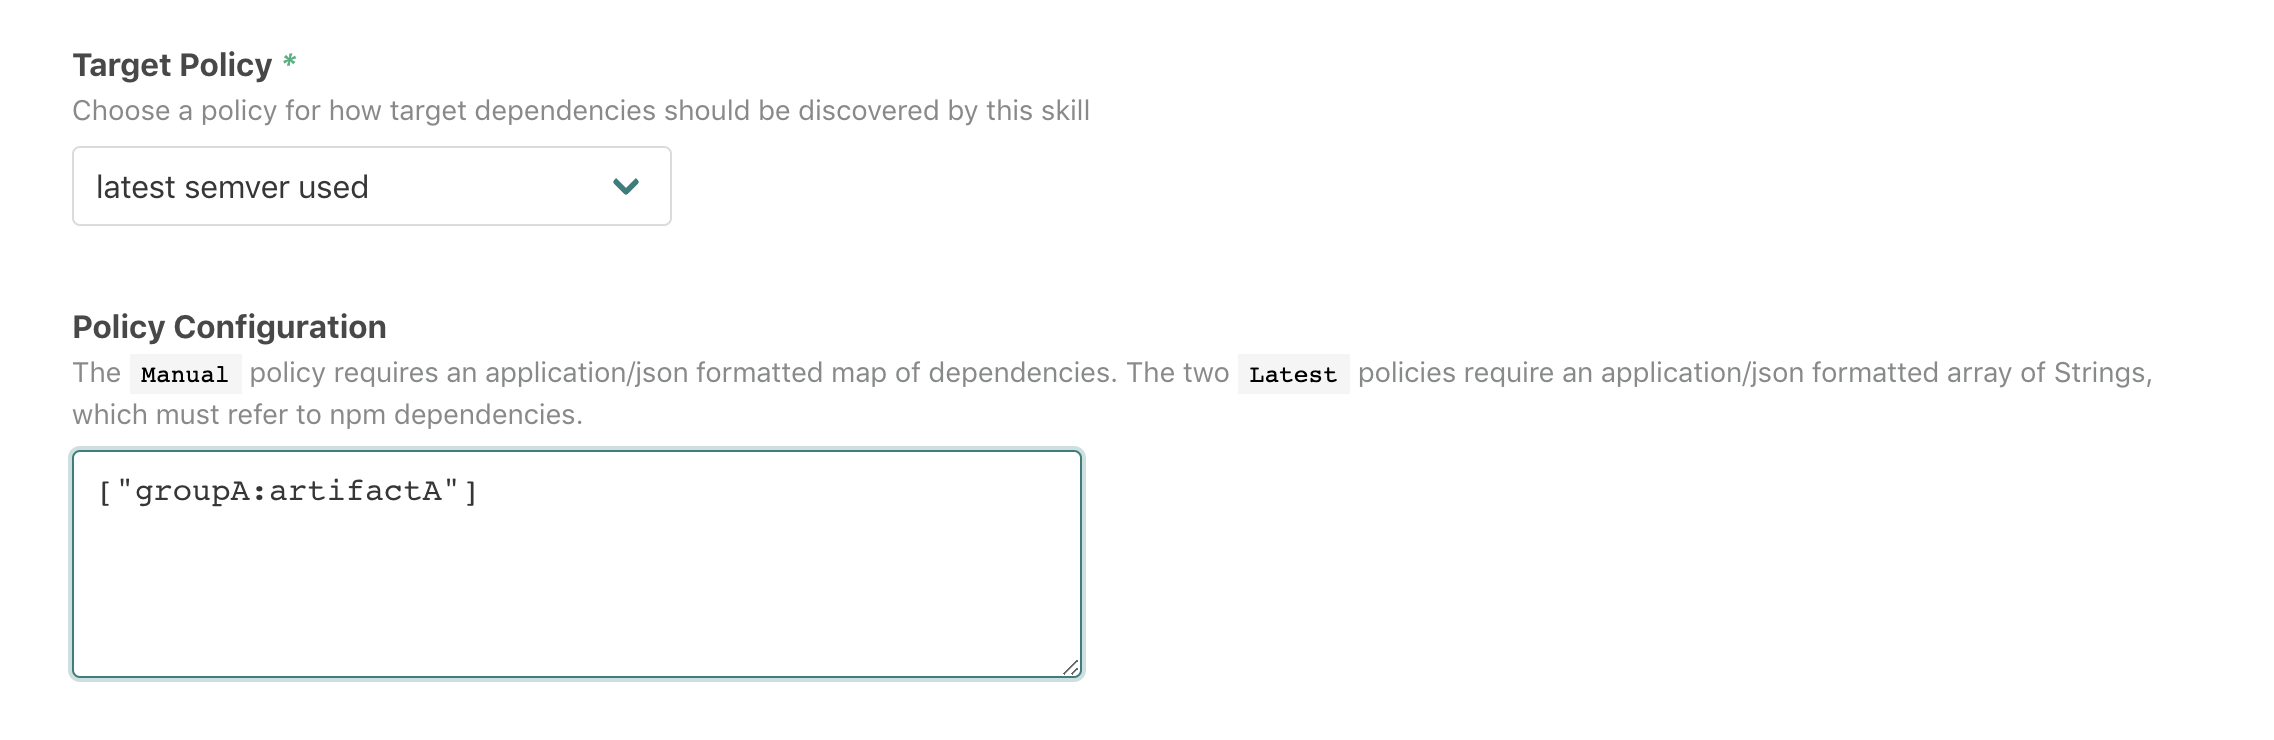 Target Policy *
Choose a policy for how target dependencies should be discovered by this skill
latest semver used
Policy Configuration
The Manual policy requires an application/json formatted map of dependencies. The two Latest policies require an application/json formatted array of Strings,
which must refer to npm dependencies.
["groupA:artifactA"]